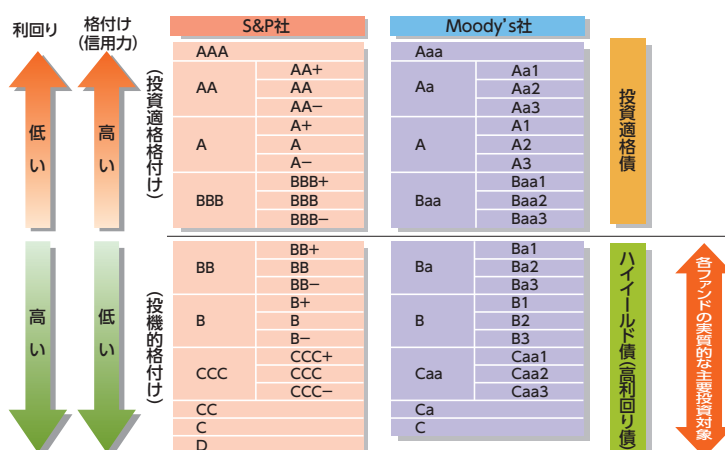 利回り
格付け
(信用力)
S&P社
Moody's社
低い
高い
(投資適格格付け)
AAA
AA
AA+
AA
AA−
A
A+
A
A−
BBB
BBB+
BBB
BBB−
Aaa
Aa
Aa1
Aa2
Aa3
A
A1
A2
A3
Baa
Baa1
Baa2
Baa3
投資適格債
高い
低い
(投機的格付け)
BB
BB+
BB
BB−
B
B+
B
B−
CCC
CCC+
CCC
CCC−
CC
C
D
Ba
Ba1
Ba2
Ba3
B
B1
B2
B3
Caa
Caa1
Caa2
Caa3
Ca
C
ハイイールド債(高利回り債)
各ファンドの実質的な主要投資対象